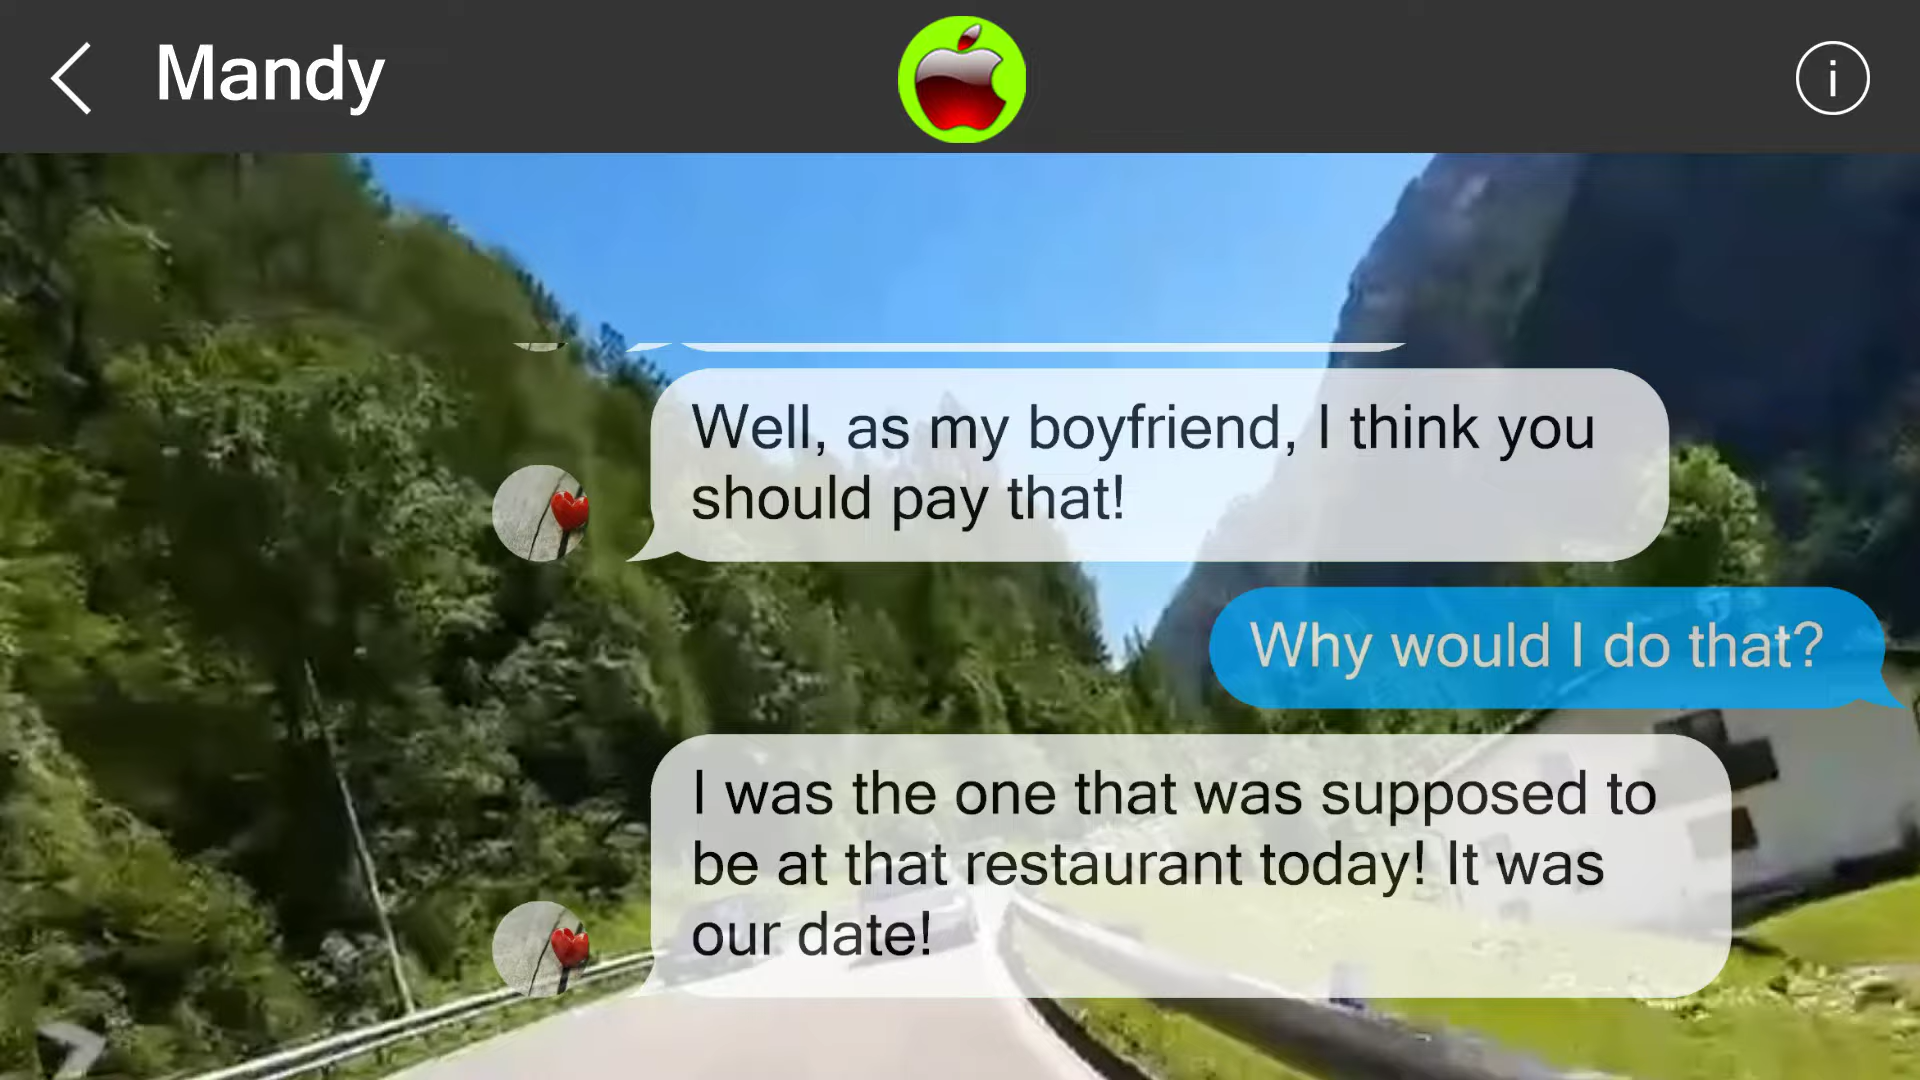 Mandy
i
Well, as my boyfriend, I think you
should pay that!
Why would I do that?
I was the one that was supposed to
be at that restaurant today! It was
our date!